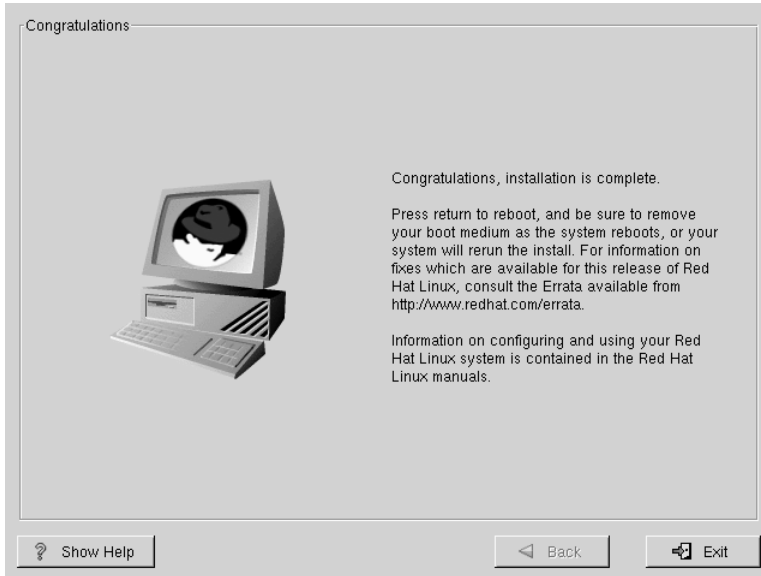 Congratulations
Congratulations, installation is complete.
Press return to reboot, and be sure to remove
your boot medium as the system reboots, or your
system will rerun the install. For information on
fixes which are available for this release of Red
Hat Linux, consult the Errata available from
http://www.redhat.com/errata.
Information on configuring and using your Red
Hat Linux system is contained in the Red Hat
Linux manuals.
Show Help
Back
Exit